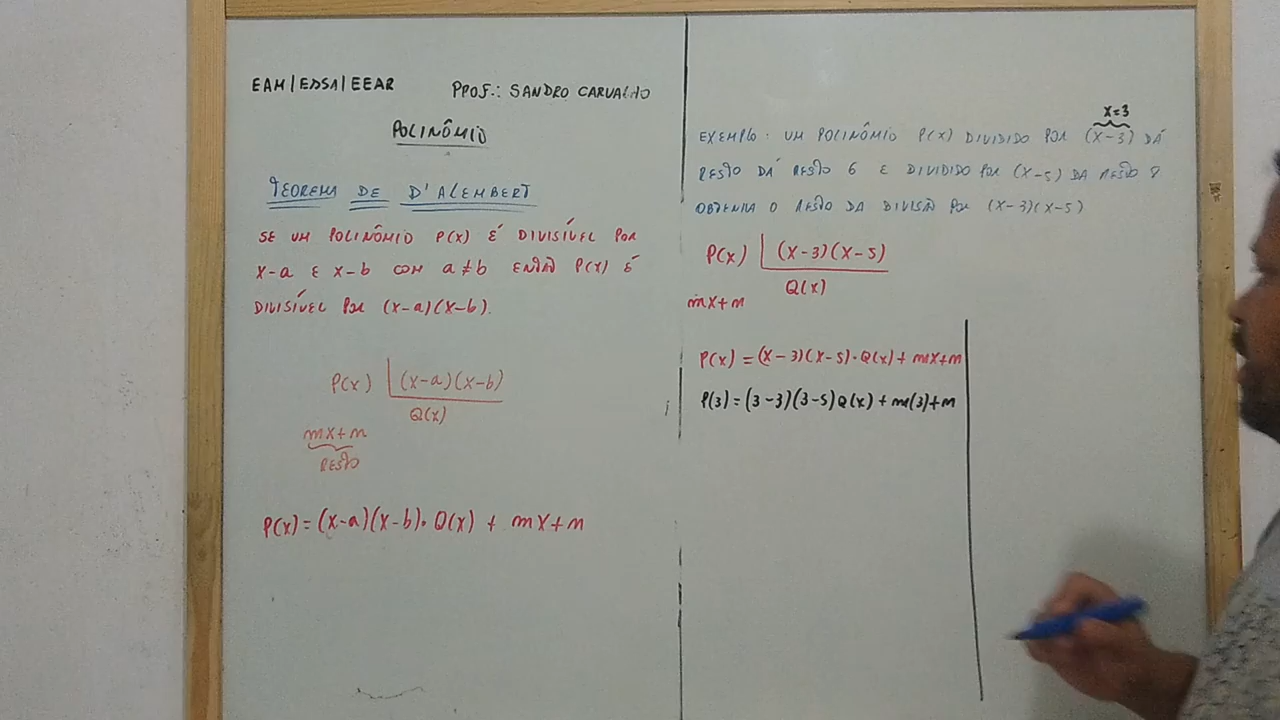 EAM/ESSA/EEAR PROF.: SANDRO CARVALHO
POLINÔMIO
TEOREMA DE D'ALEMBERT
SE UM POLINÔMIO P(X) É DIVISÍVEL POR
X-a E X-b COM a≠b ENTÃO P(X) É
DIVISÍVEL POR (X-a)(X-b).
P(X) (X-a)(X-b)
Q(X)
mX+m
RESTO
P(X) = (X-a)(X-b). Q(X) + mX+m
X=3
EXEMPLO: UM POLINÔMIO P(X) DIVIDIDO POR (X-3) DÁ
RESTO DÁ RESTO 6 E DIVIDIDO POR (X-5) DA RESTO
OBTENHA O RESTO DA DIVISÃO POR (X-3)(X-5)
P(X) (X-3)(X-5)
Q(X)
mX+m
P(X) = (X-3)(X-5)·Q(X) + mX+m
P(3) = (3-3)(3-5)Q(X) + m(3)+m